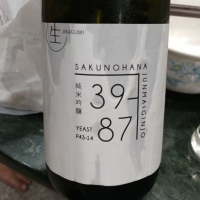 生
SAKUNOHANA
JUNMAIGINJO
純米吟醸
39
87
YEAST
P43-14